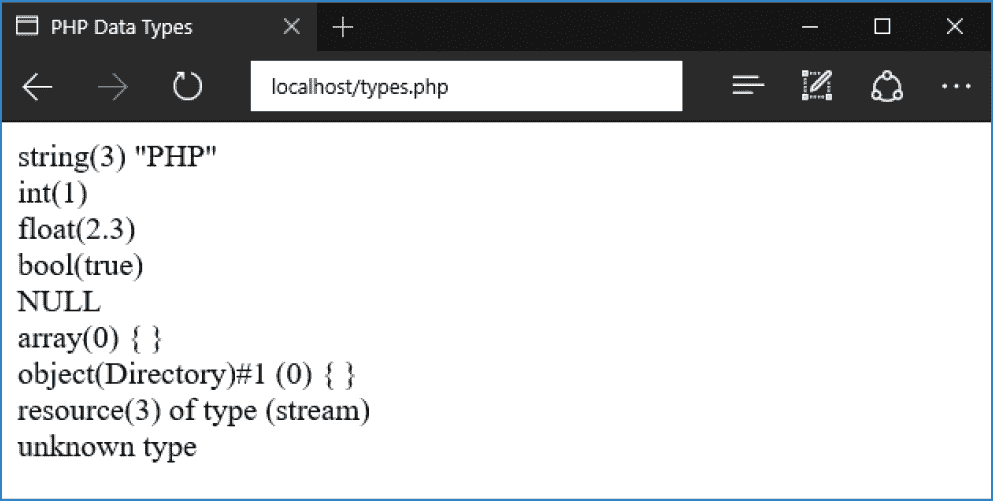 PHP Data Types
localhost/types.php
string(3) "PHP"
int(1)
float(2.3)
bool(true)
NULL
array(0) { }
object(Directory)#1 (0) { }
resource(3) of type (stream)
unknown type